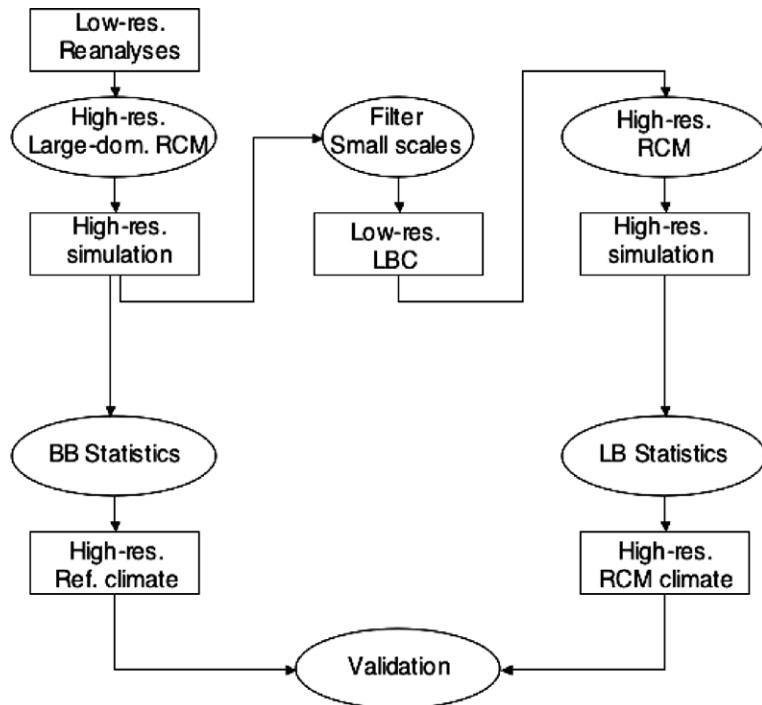 Low-res.
Reanalyses
High-res.
Large-dom. RCM
High-res.
simulation
Filter
Small scales
Low-res.
LBC
High-res.
RCM
High-res.
simulation
BB Statistics
High-res.
Ref. climate
LB Statistics
High-res.
RCM climate
Validation